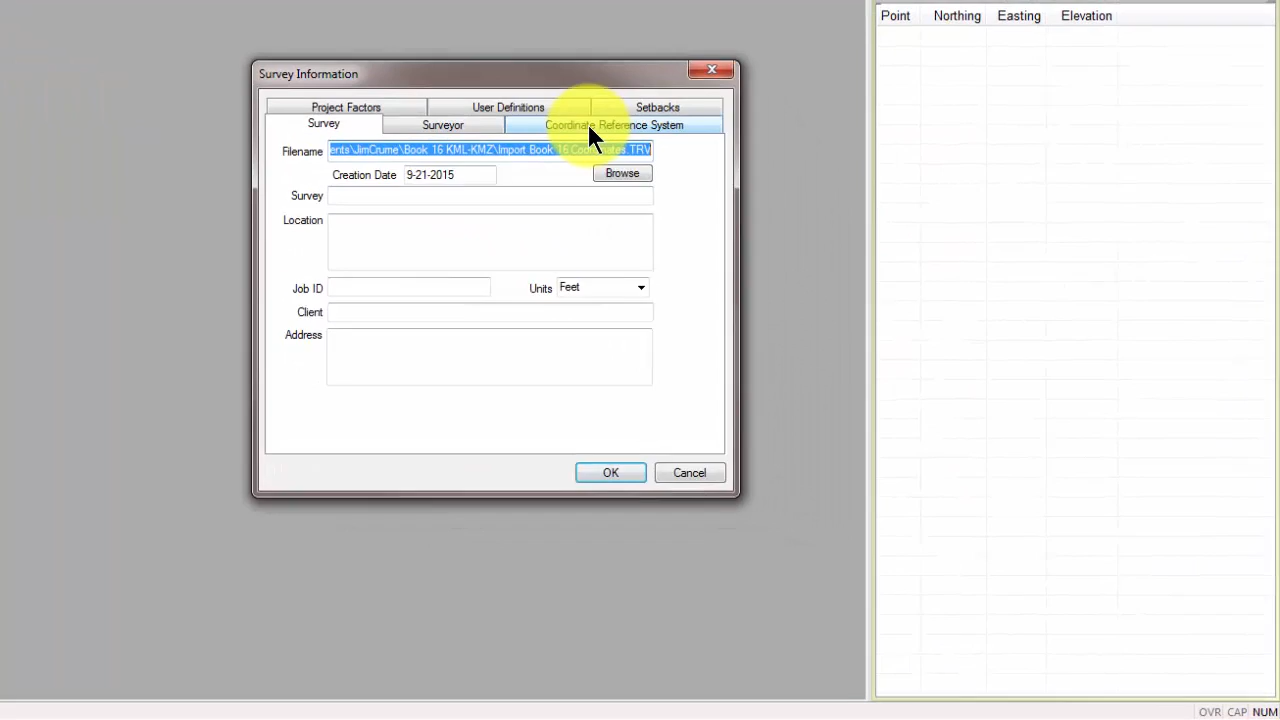 Point Northing Easting Elevation
Survey Information
Project Factors User Definitions Setbacks
Survey Surveyor Coordinate Reference System
Filename ents\JimCrume\Book 16 KML-KMZ\Import Book 16 Coordinates.TRV
Creation Date 9-21-2015 Browse
Survey
Location
Job ID Units Feet
Client
Address
OK Cancel
OVR CAP NUM